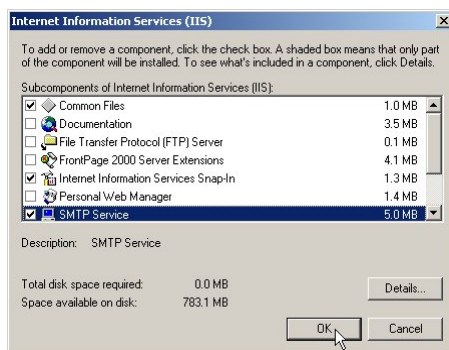 Internet Information Services (IIS)
To add or remove a component, click the check box. A shaded box means that only part
of the component will be installed. To see what's included in a component, click Details.
Subcomponents of Internet Information Services (IIS):
Common Files 1.0 MB
Documentation 3.5 MB
File Transfer Protocol (FTP) Server 0.1 MB
FrontPage 2000 Server Extensions 4.1 MB
Internet Information Services Snap-In 1.3 MB
Personal Web Manager 1.4 MB
SMTP Service 5.0 MB
Description: SMTP Service
Total disk space required: 0.0 MB
Space available on disk: 783.1 MB
Details...
OK Cancel